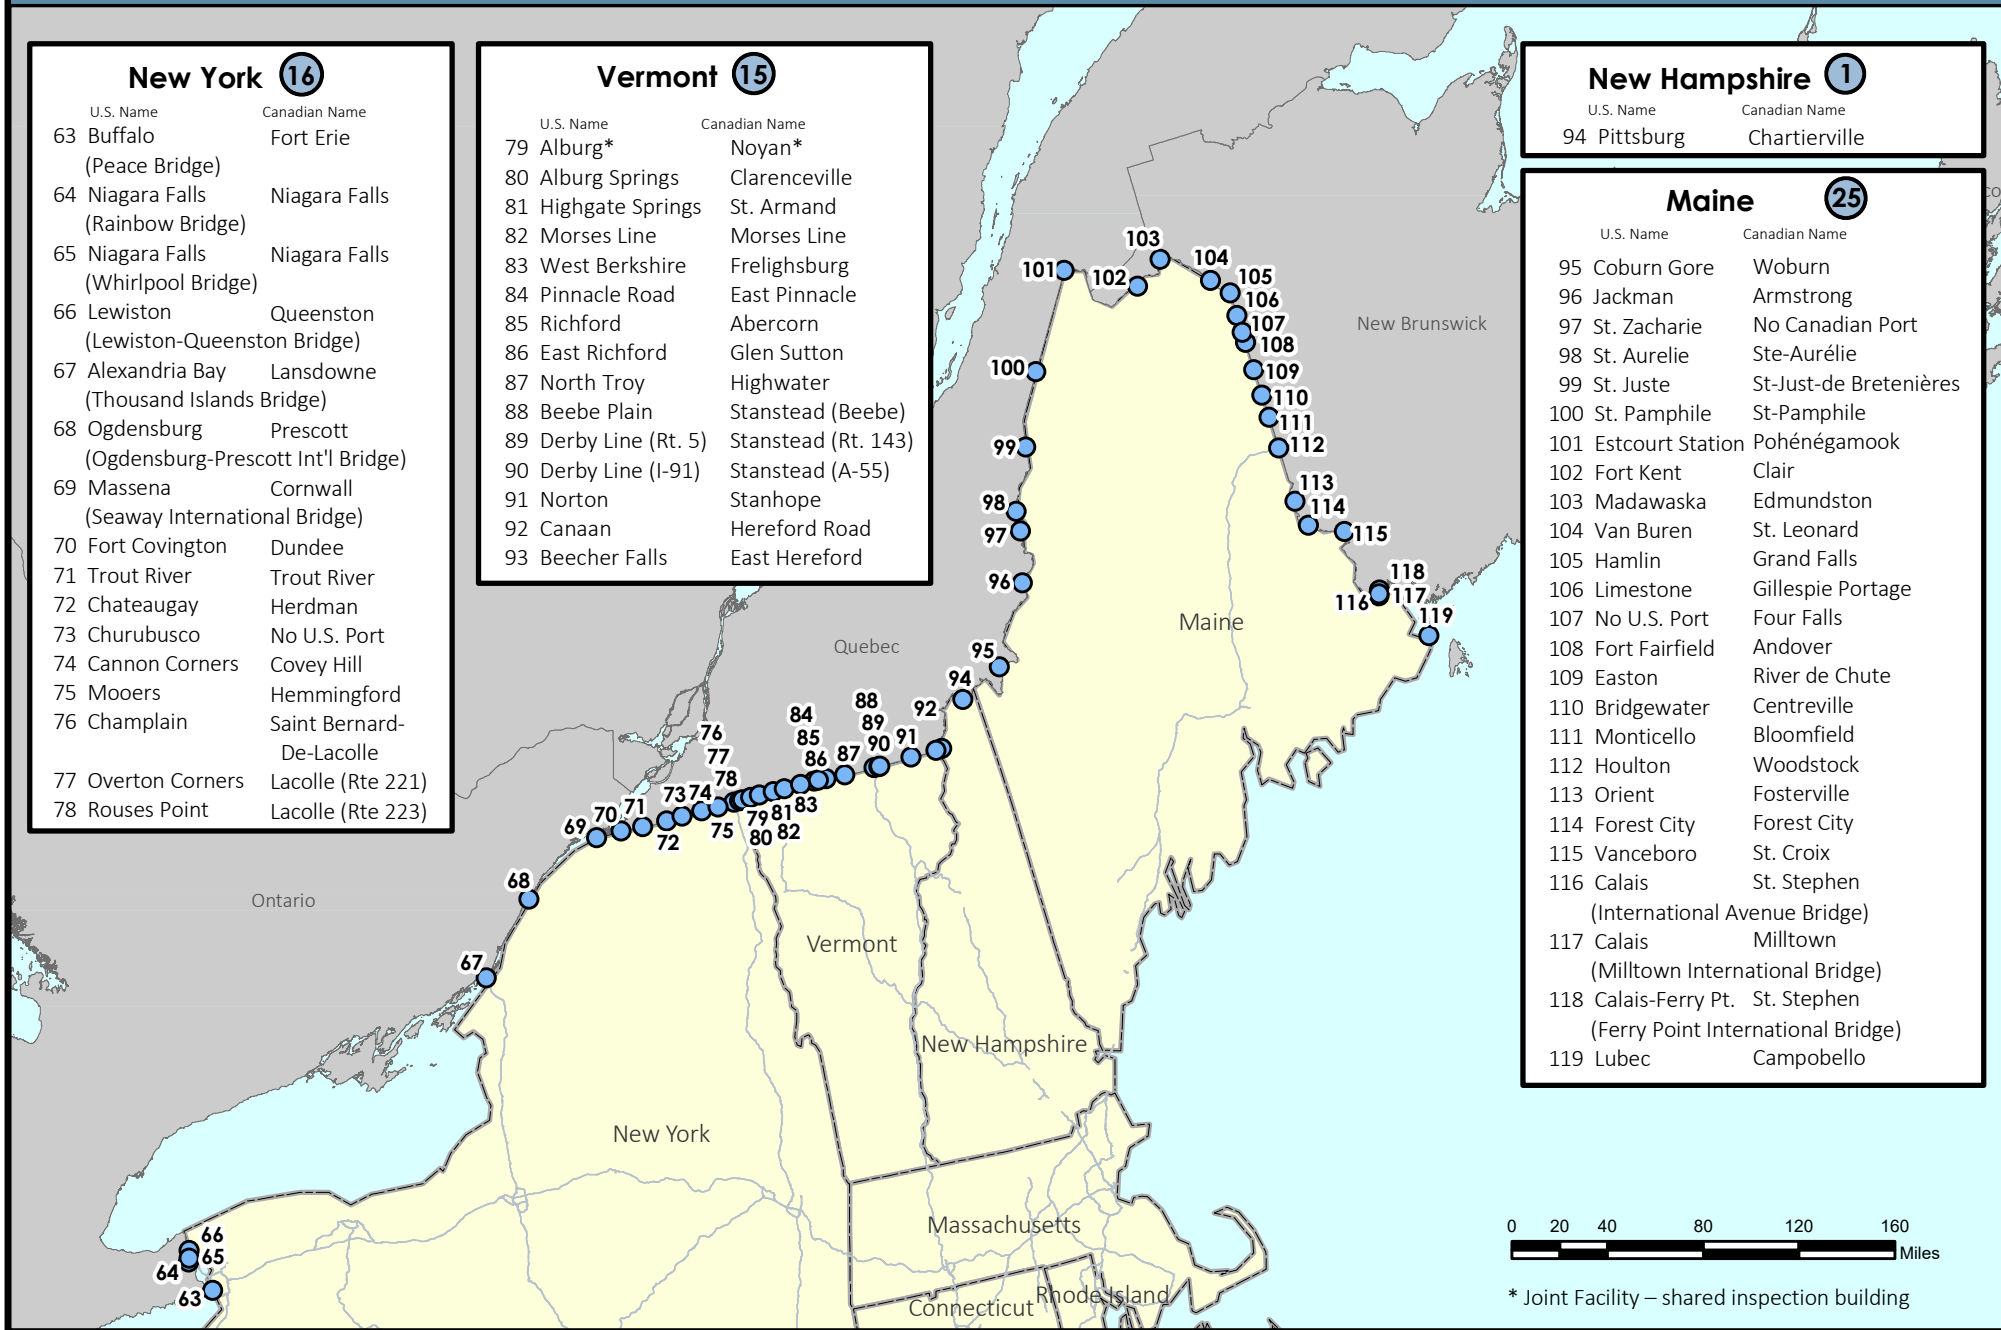 New York 16
U.S. Name Canadian Name
63 Buffalo Fort Erie
(Peace Bridge)
64 Niagara Falls Niagara Falls
(Rainbow Bridge)
65 Niagara Falls Niagara Falls
(Whirlpool Bridge)
66 Lewiston Queenston
(Lewiston-Queenston Bridge)
67 Alexandria Bay Lansdowne
(Thousand Islands Bridge)
68 Ogdensburg Prescott
(Ogdensburg-Prescott Int'l Bridge)
69 Massena Cornwall
(Seaway International Bridge)
70 Fort Covington Dundee
71 Trout River Trout River
72 Chateaugay Herdman
73 Churubusco No U.S. Port
74 Cannon Corners Covey Hill
75 Mooers Hemmingford
76 Champlain Saint Bernard-
De-Lacolle
77 Overton Corners Lacolle (Rte 221)
78 Rouses Point Lacolle (Rte 223)
Vermont 15
U.S. Name Canadian Name
79 Alburg* Noyan*
80 Alburg Springs Clarenceville
81 Highgate Springs St. Armand
82 Morses Line Morses Line
83 West Berkshire Frelighsburg
84 Pinnacle Road East Pinnacle
85 Richford Abercorn
86 East Richford Glen Sutton
87 North Troy Highwater
88 Beebe Plain Stanstead (Beebe)
89 Derby Line (Rt. 5) Stanstead (Rt. 143)
90 Derby Line (I-91) Stanstead (A-55)
91 Norton Stanhope
92 Canaan Hereford Road
93 Beecher Falls East Hereford
New Hampshire 1
U.S. Name Canadian Name
94 Pittsburg Chartierville
Maine 25
U.S. Name Canadian Name
95 Coburn Gore Woburn
96 Jackman Armstrong
97 St. Zacharie No Canadian Port
98 St. Aurelie Ste-Aurélie
99 St. Juste St-Just-de Bretenières
100 St. Pamphile St-Pamphile
101 Estcourt Station Pohénégamook
102 Fort Kent Clair
103 Madawaska Edmundston
104 Van Buren St. Leonard
105 Hamlin Grand Falls
106 Limestone Gillespie Portage
107 No U.S. Port Four Falls
108 Fort Fairfield Andover
109 Easton River de Chute
110 Bridgewater Centreville
111 Monticello Bloomfield
112 Houlton Woodstock
113 Orient Fosterville
114 Forest City Forest City
115 Vanceboro St. Croix
116 Calais St. Stephen
(International Avenue Bridge)
117 Calais Milltown
(Milltown International Bridge)
118 Calais-Ferry Pt. St. Stephen
(Ferry Point International Bridge)
119 Lubec Campobello
103
101
102
104
105
106
107
108
109
110
111
112
113
114
115
118
117
116
119
100
99
98
97
96
95
94
92
91
88
89
90
87
84
85
86
83
76
77
78
79
80
81
82
73
74
75
72
71
70
69
68
67
66
65
64
63
New Brunswick
Quebec
Ontario
Maine
Vermont
New Hampshire
New York
Massachusetts
Connecticut
Rhode Island
0 20 40 80 120 160
Miles
* Joint Facility – shared inspection building